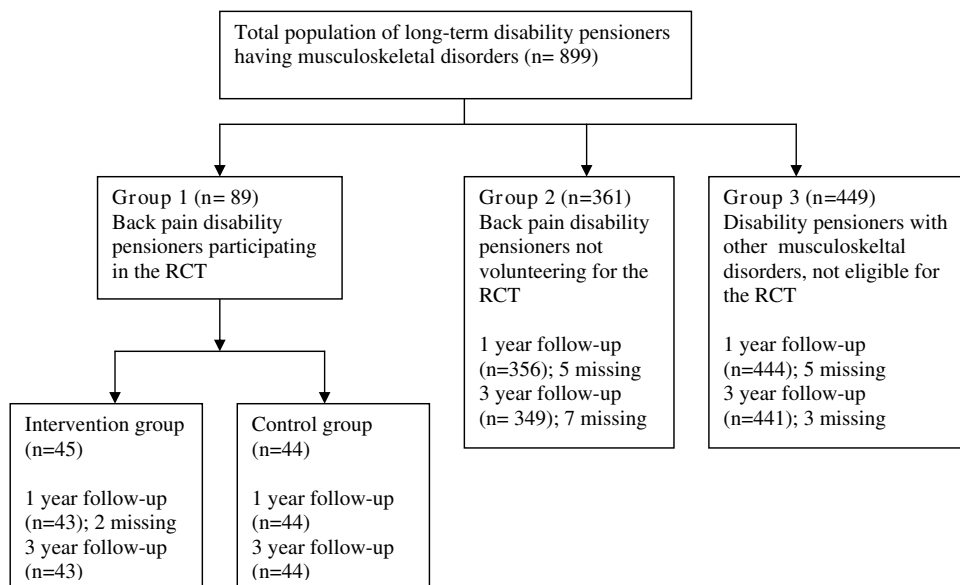 Total population of long-term disability pensioners
having musculoskeletal disorders (n= 899)
Group 1 (n= 89)
Back pain disability
pensioners participating
in the RCT
Group 2 (n=361)
Back pain disability
pensioners not
volunteering for the
RCT
1 year follow-up
(n=356); 5 missing
3 year follow-up
(n= 349); 7 missing
Group 3 (n=449)
Disability pensioners with
other musculoskeltal
disorders, not eligible for
the RCT
1 year follow-up
(n=444); 5 missing
3 year follow-up
(n=441); 3 missing
Intervention group
(n=45)
1 year follow-up
(n=43); 2 missing
3 year follow-up
(n=43)
Control group
(n=44)
1 year follow-up
(n=44)
3 year follow-up
(n=44)